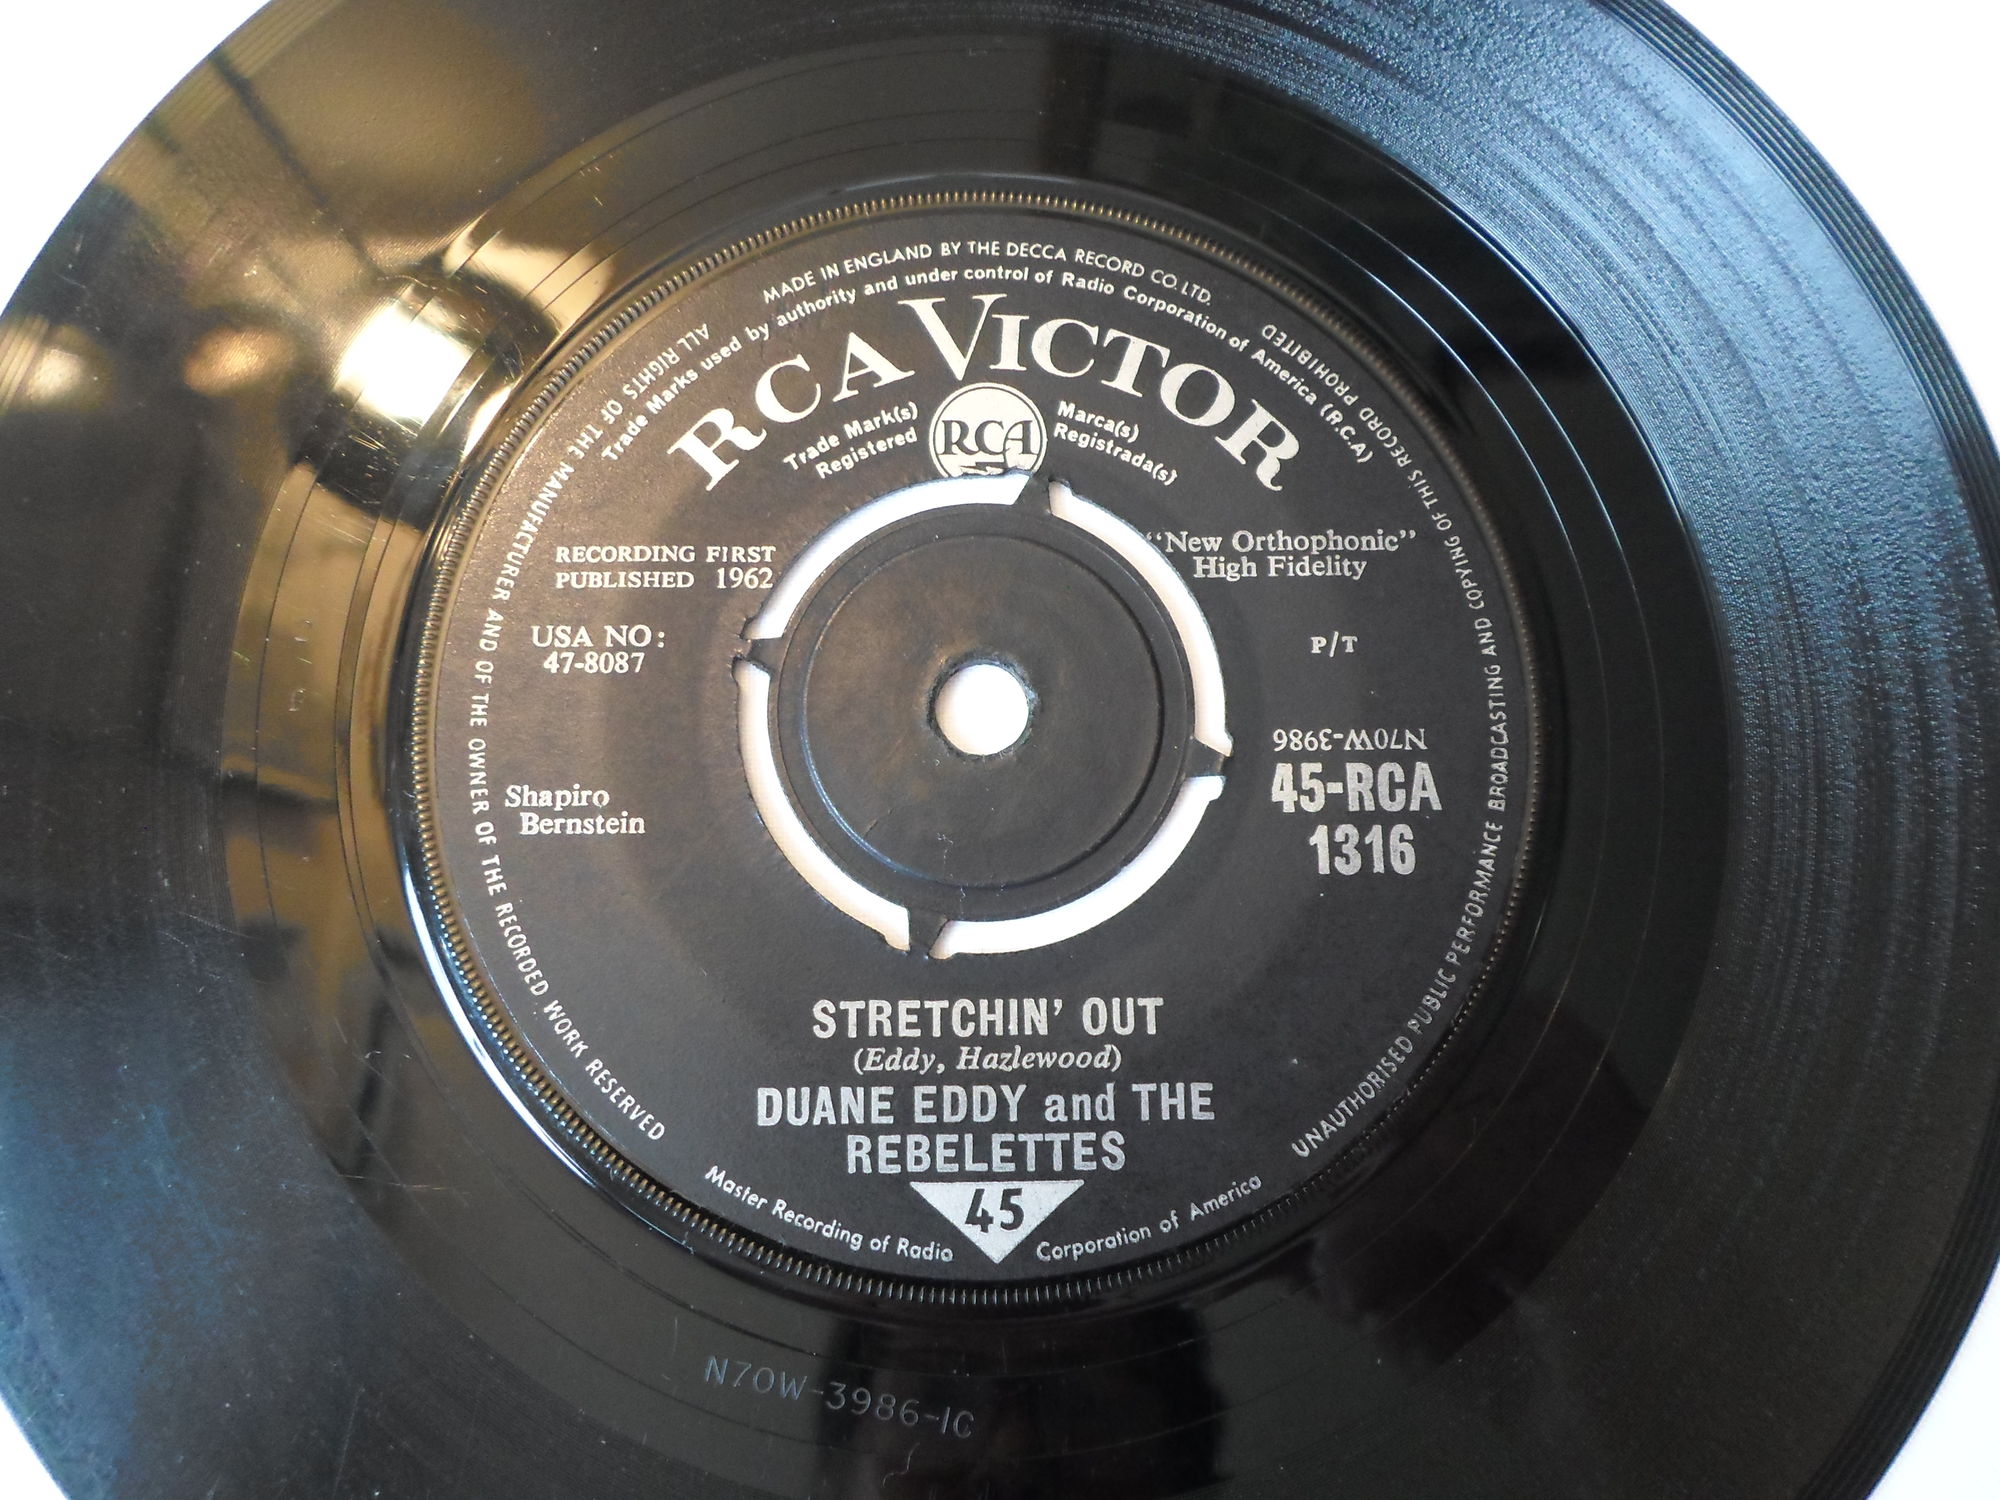 MADE IN ENGLAND BY THE DECCA RECORD CO. LTD.
Trade Marks used by authority and under control of Radio Corporation of America (R.C.A)
ALL RIGHTS OF THE MANUFACTURER AND OF THE OWNER OF THE RECORDED WORK RESERVED
UNAUTHORISED PUBLIC PERFORMANCE BROADCASTING AND COPYING OF THIS RECORD PROHIBITED
RCA VICTOR
Trade Mark(s)
Registered
RCA
Marca(s)
Registrada(s)
RECORDING FIRST
PUBLISHED 1962
"New Orthophonic"
High Fidelity
USA NO:
47-8087
P/T
N70W-3986
45-RCA
1316
Shapiro
Bernstein
STRETCHIN' OUT
(Eddy, Hazlewood)
DUANE EDDY and THE
REBELETTES
45
Master Recording of Radio Corporation of America
N70W-3986-1C